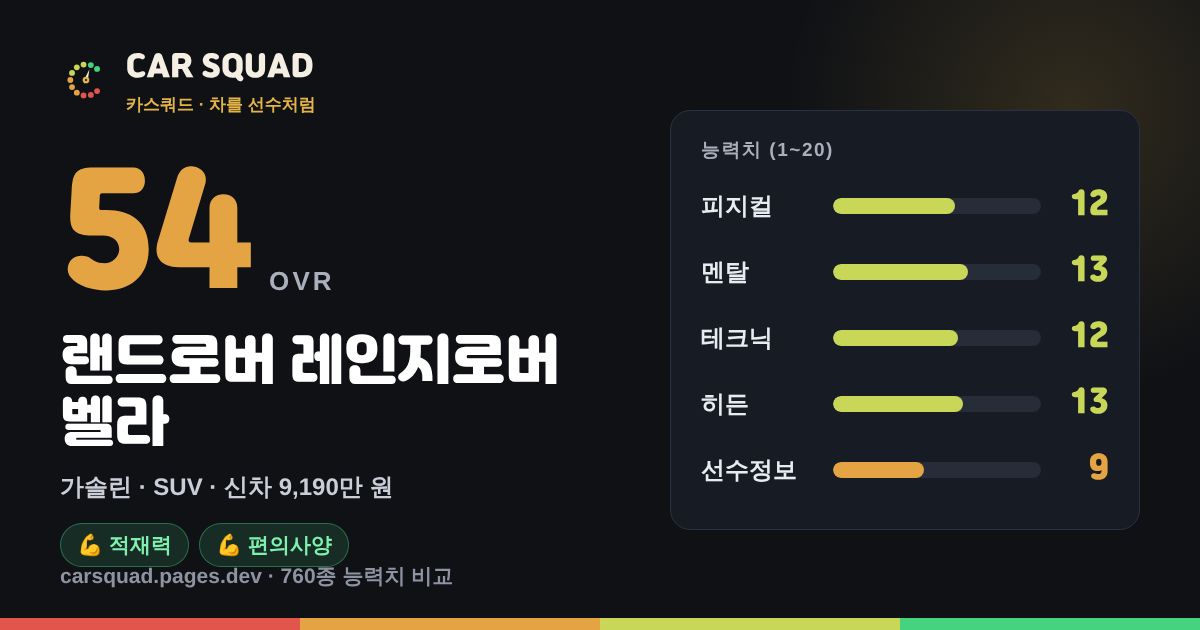 CAR SQUAD
카스쿼드 · 차를 선수처럼
54 OVR
랜드로버 레인지로버
벨라
가솔린 · SUV · 신차 9,190만 원
💪 적재력 💪 편의사양
carsquad.pages.dev · 760종 능력치 비교
능력치 (1~20)
피지컬 12
멘탈 13
테크닉 12
히든 13
선수정보 9